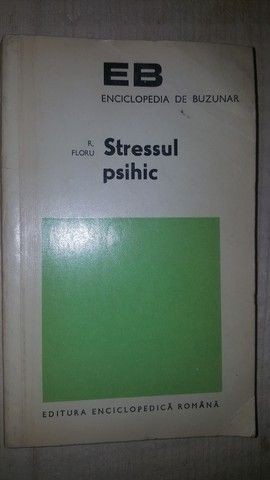 EB
ENCICLOPEDIA DE BUZUNAR
R.
FLORU
Stressul
psihic
EDITURA ENCICLOPEDICĂ ROMÂNĂ